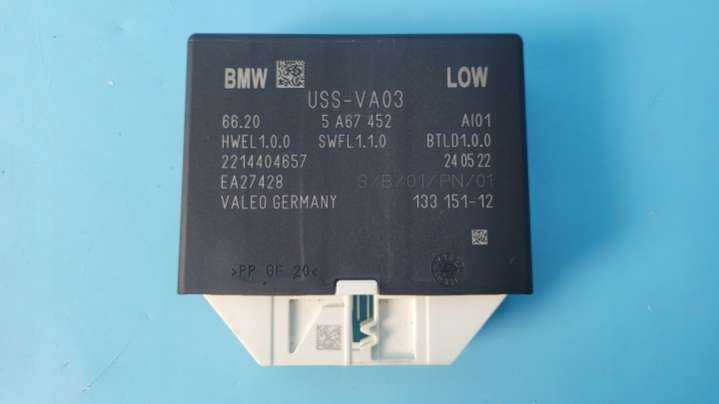 BMW LOW
USS-VA03
66.20 5 A67 452 AI01
HWEL1.0.0 SWFL1.1.0 BTLD1.0.0
2214404657 24 05 22
EA27428 S/B/01/PN/01
VALEO GERMANY 133 151-12
>PP GF 20<